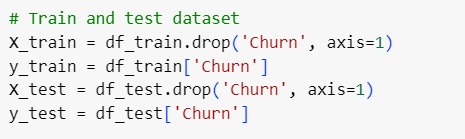 # Train and test dataset
X_train = df_train.drop('Churn', axis=1)
y_train = df_train['Churn']
X_test = df_test.drop('Churn', axis=1)
y_test = df_test['Churn']